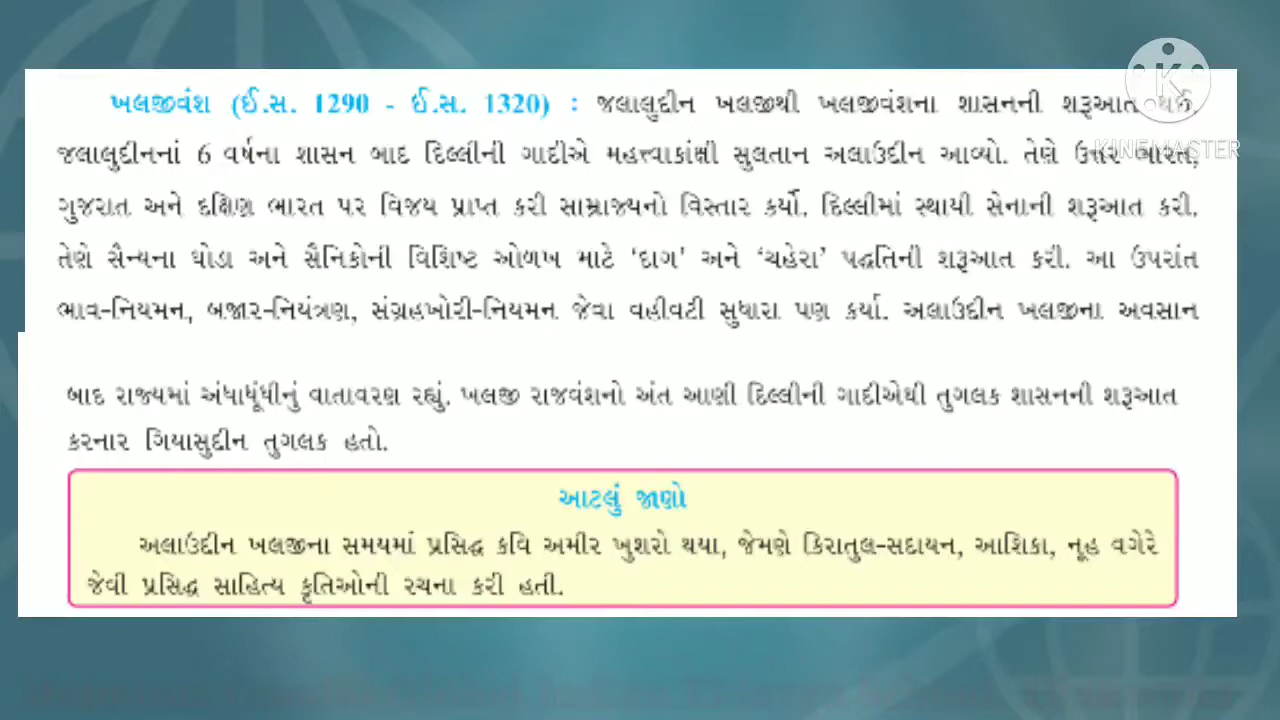 ખલજીવંશ (ઈ.સ. 1290 - ઈ.સ. 1320) : જલાલુદ્દીન ખલજીથી ખલજીવંશના શાસનની શરૂઆત થઈ.
જલાલુદ્દીનનાં 6 વર્ષના શાસન બાદ દિલ્લીની ગાદીએ મહત્ત્વાકાંક્ષી સુલતાન અલાઉદ્દીન આવ્યો. તેણે ઉત્તર ભારત,
ગુજરાત અને દક્ષિણ ભારત પર વિજય પ્રાપ્ત કરી સામ્રાજ્યનો વિસ્તાર કર્યો. દિલ્લીમાં સ્થાયી સેનાની શરૂઆત કરી.
તેણે સૈન્યના ઘોડા અને સૈનિકોની વિશિષ્ટ ઓળખ માટે ‘દાગ’ અને ‘ચહેરા’ પદ્ધતિની શરૂઆત કરી. આ ઉપરાંત
ભાવ-નિયમન, બજાર-નિયંત્રણ, સંગ્રહખોરી-નિયમન જેવા વહીવટી સુધારા પણ કર્યા. અલાઉદ્દીન ખલજીના અવસાન
બાદ રાજ્યમાં અંધાધૂંધીનું વાતાવરણ રહ્યું. ખલજી રાજવંશનો અંત આણી દિલ્લીની ગાદીએથી તુગલક શાસનની શરૂઆત
કરનાર ગિયાસુદ્દીન તુગલક હતો.
આટલું જાણો
અલાઉદ્દીન ખલજીના સમયમાં પ્રસિદ્ધ કવિ અમીર ખુશરો થયા, જેમણે કિરાતુલ-સદાયન, આશિકા, નૂહ વગેરે
જેવી પ્રસિદ્ધ સાહિત્ય કૃતિઓની રચના કરી હતી.
K
KINEMASTER